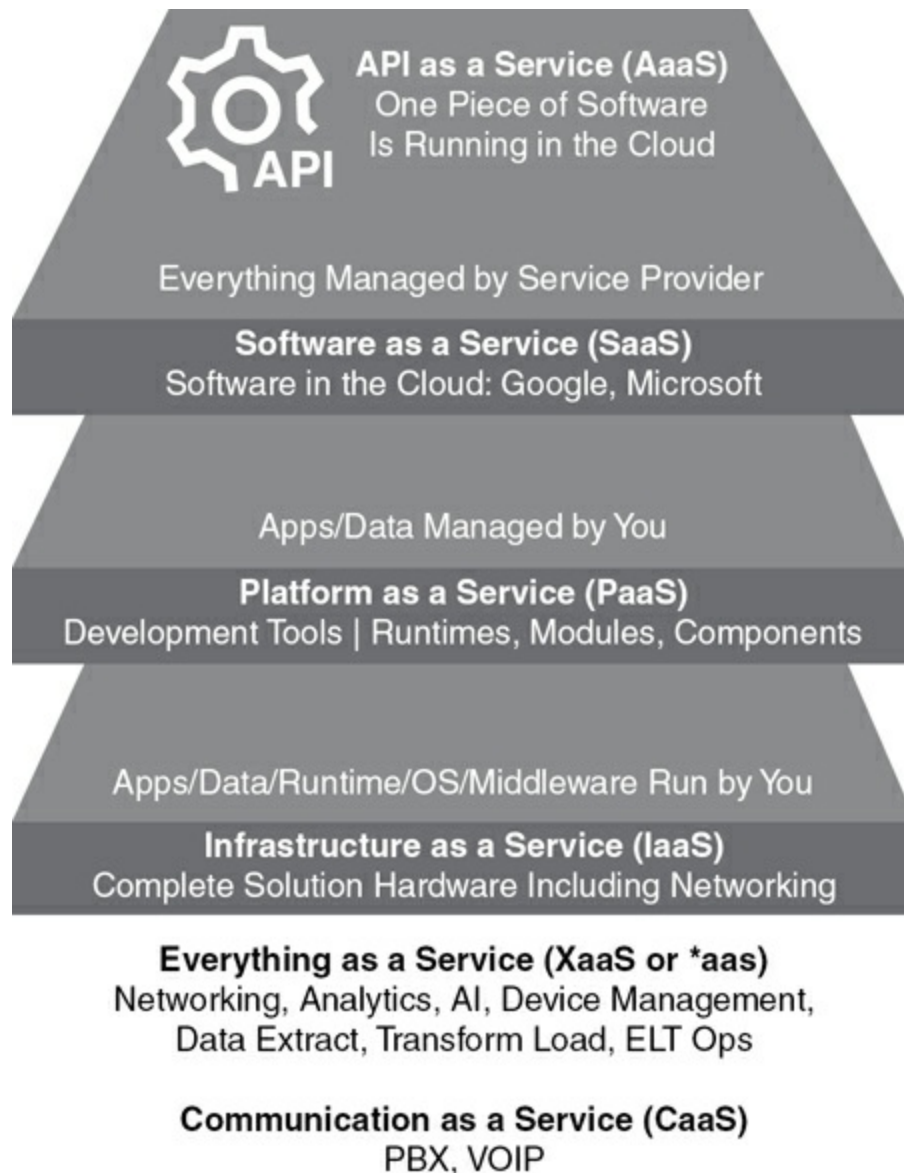 API as a Service (AaaS)
One Piece of Software
Is Running in the Cloud
API
Everything Managed by Service Provider
Software as a Service (SaaS)
Software in the Cloud: Google, Microsoft
Apps/Data Managed by You
Platform as a Service (PaaS)
Development Tools | Runtimes, Modules, Components
Apps/Data/Runtime/OS/Middleware Run by You
Infrastructure as a Service (IaaS)
Complete Solution Hardware Including Networking
Everything as a Service (XaaS or *aas)
Networking, Analytics, AI, Device Management,
Data Extract, Transform Load, ELT Ops
Communication as a Service (CaaS)
PBX, VOIP